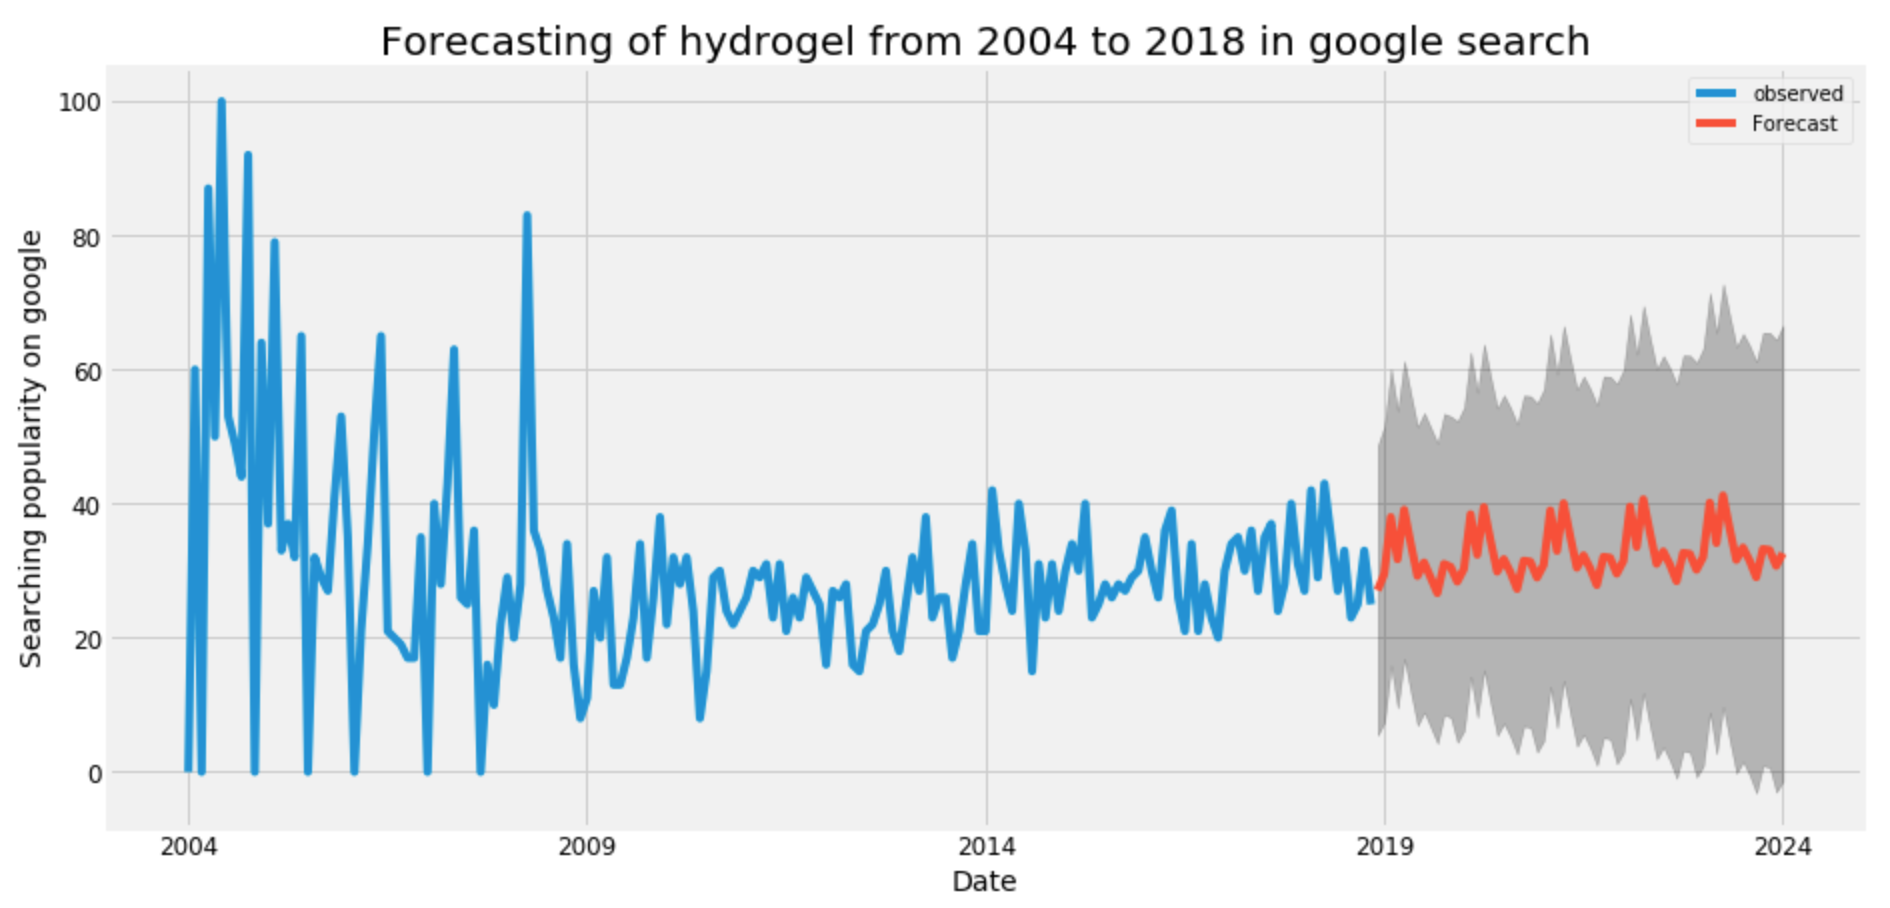 Forecasting of hydrogel from 2004 to 2018 in google search
observed
Forecast
100
80
60
40
20
0
Searching popularity on google
2004 2009 2014 2019 2024
Date